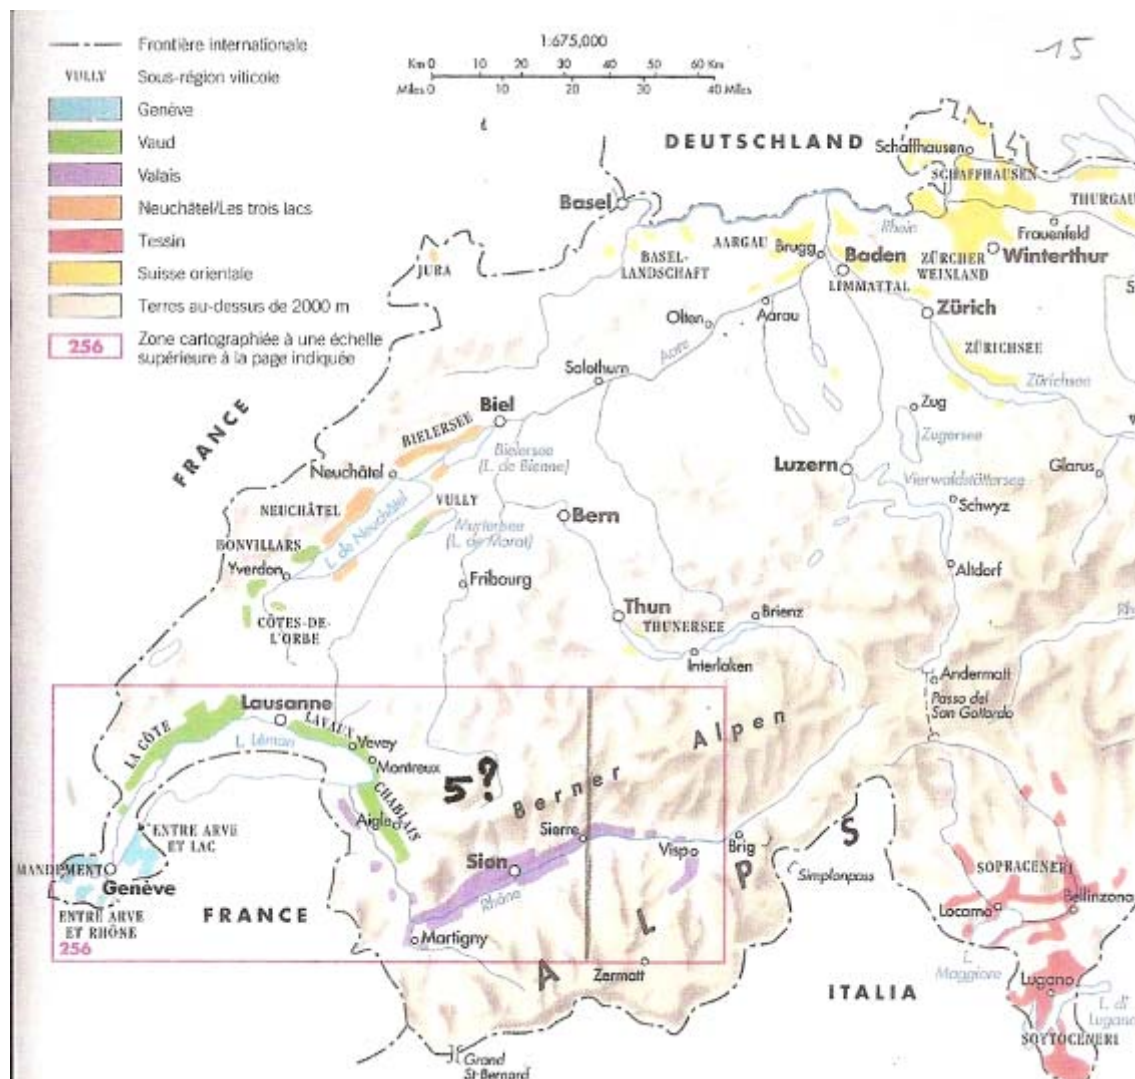 Frontière internationale
VULLY Sous-région viticole
Genève
Vaud
Valais
Neuchâtel/Les trois lacs
Tessin
Suisse orientale
Terres au-dessus de 2000 m
256 Zone cartographiée à une échelle
supérieure à la page indiquée
1:675,000
Km 0 10 20 30 40 50 60 Km
Miles 0 10 20 30 40 Miles
15
DEUTSCHLAND
Schaffhausen
SCHAFFHAUSEN
THURGAU
Basel
Rhein
Frauenfeld
AARGAU
Brugg
Baden
ZÜRCHER
WEINLAND
Winterthur
JURA
BASEL-
LANDSCHAFT
LIMMATTAL
Olten
Aarau
Zürich
Aare
ZÜRICHSEE
Zürichsee
Solothurn
FRANCE
Biel
Zug
Zugersee
BIELERSEE
Bielersee
(L. de Bienne)
Neuchâtel
Luzern
Glarus
Vierwaldstättersee
Schwyz
NEUCHÂTEL
L. de Neuchâtel
VULLY
Murtensee
(L. de Morat)
Bern
BONVILLARS
Yverdon
Fribourg
Altdorf
CÔTES-DE-
L'ORBE
Thun
THUNERSEE
Brienz
Interlaken
Andermatt
Passo del
San Gottardo
Lausanne
LA CÔTE
L. Léman
LAVAUX
Vevey
Montreux
CHABLAIS
Aigle
5?
Berner Alpen
ENTRE ARVE
ET LAC
MANDEMENT
Genève
ENTRE ARVE
ET RHÔNE
256
FRANCE
Sierre
Sion
Rhône
Martigny
Visp
Brig
Simplonpass
ALPS
Zermatt
Grand
St-Bernard
SOPRACENERI
Locarno
Bellinzona
L.
Maggiore
ITALIA
Lugano
L. di
Lugano
SOTTOCENERI